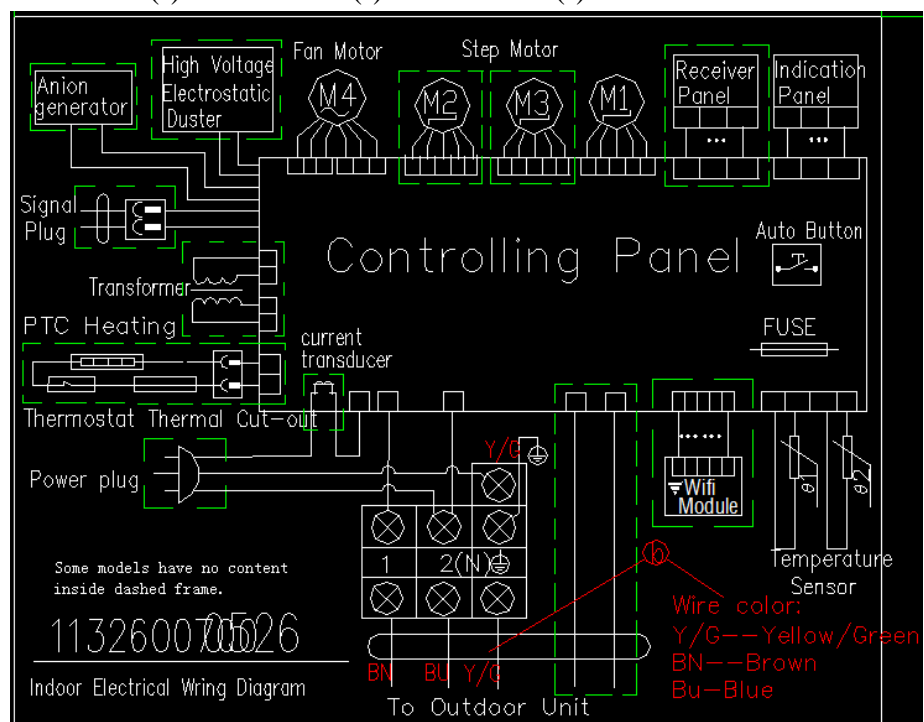 Anion
generator
High Voltage
Electrostatic
Duster
Fan Motor
M4
Step Motor
M2
M3
M1
Receiver
Panel
...
Indication
Panel
...
Signal
Plug
Controlling Panel
Auto Button
Transformer
PTC Heating
current
transducer
FUSE
Thermostat Thermal Cut-out
Y/G
Power plug
......
Wifi
Module
θ1
θ2
1
2(N)
Temperature
Sensor
b
Some models have no content
inside dashed frame.
Wire color:
Y/G--Yellow/Green
BN--Brown
Bu-Blue
BN
BU
Y/G
Indoor Electrical Wring Diagram
To Outdoor Unit